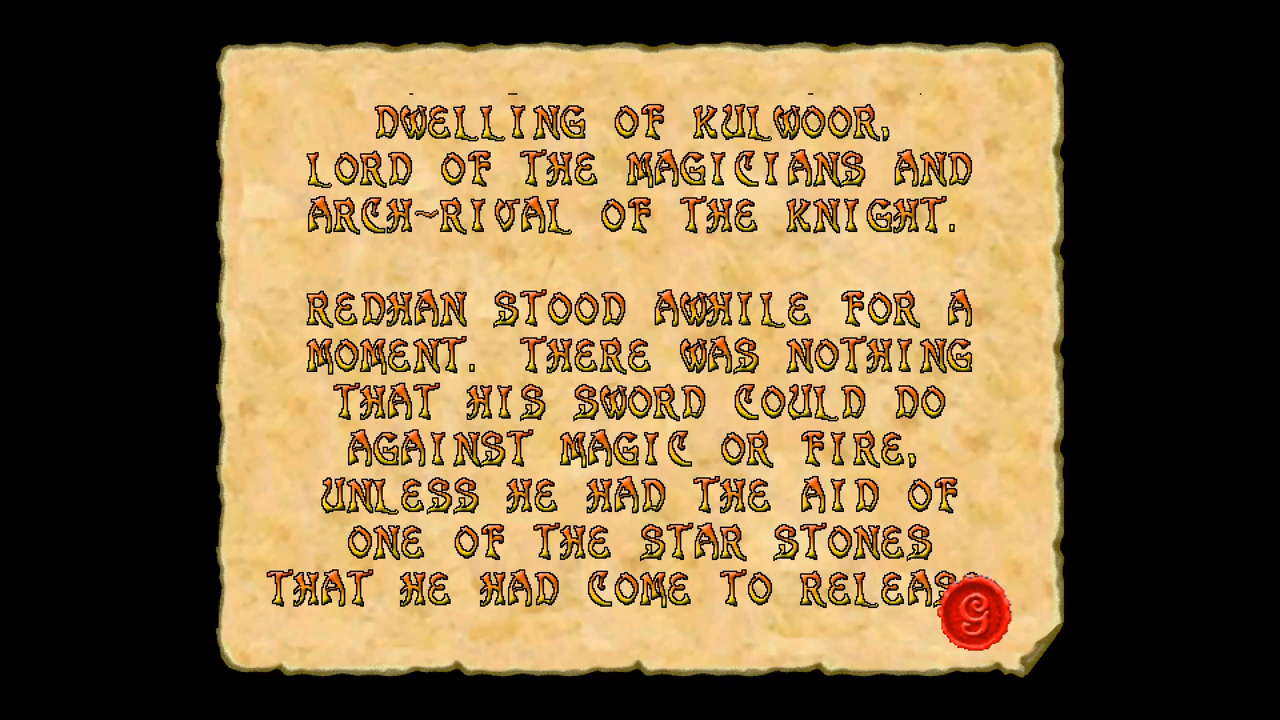 DWELLING OF KULWOOR,
LORD OF THE MAGICIANS AND
ARCH~RIVAL OF THE KNIGHT.
REDHAN STOOD AWHILE FOR A
MOMENT. THERE WAS NOTHING
THAT HIS SWORD COULD DO
AGAINST MAGIC OR FIRE,
UNLESS HE HAD THE AID OF
ONE OF THE STAR STONES
THAT HE HAD COME TO RELEASE
G